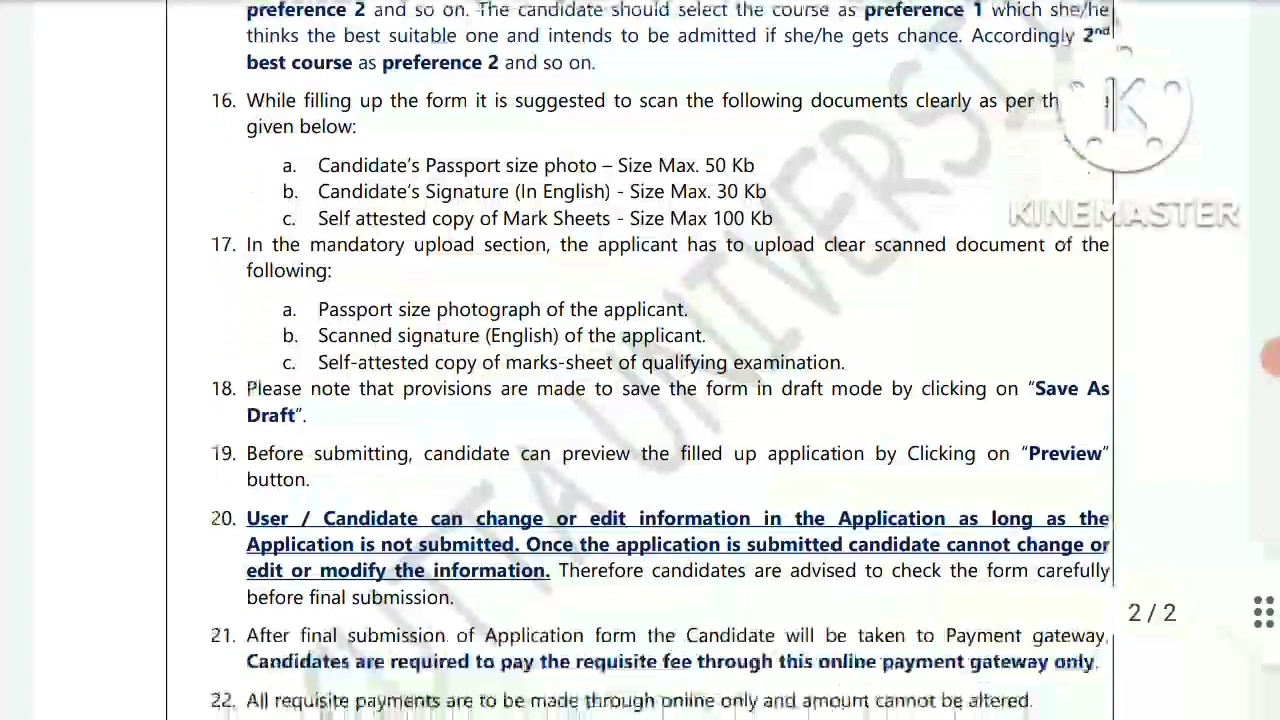 preference 2 and so on. The candidate should select the course as preference 1 which she/he
thinks the best suitable one and intends to be admitted if she/he gets chance. Accordingly 2nd
best course as preference 2 and so on.
16. While filling up the form it is suggested to scan the following documents clearly as per
given below:
a. Candidate's Passport size photo – Size Max. 50 Kb
b. Candidate's Signature (In English) - Size Max. 30 Kb
c. Self attested copy of Mark Sheets - Size Max 100 Kb
KINEMASTER
17. In the mandatory upload section, the applicant has to upload clear scanned document of the
following:
a. Passport size photograph of the applicant.
b. Scanned signature (English) of the applicant.
c. Self-attested copy of marks-sheet of qualifying examination.
18. Please note that provisions are made to save the form in draft mode by clicking on “Save As
Draft”.
19. Before submitting, candidate can preview the filled up application by Clicking on “Preview”
button.
20. User / Candidate can change or edit information in the Application as long as the
Application is not submitted. Once the application is submitted candidate cannot change or
edit or modify the information. Therefore candidates are advised to check the form carefully
before final submission.
2 / 2
21. After final submission of Application form the Candidate will be taken to Payment gateway.
Candidates are required to pay the requisite fee through this online payment gateway only.
22. All requisite payments are to be made through online only and amount cannot be altered.